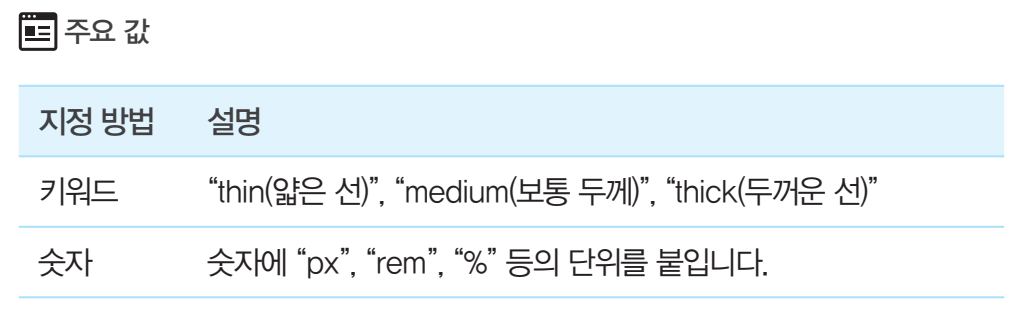 주요 값
지정 방법 설명
키워드 “thin(얇은 선)”, “medium(보통 두께)”, “thick(두꺼운 선)”
숫자 숫자에 “px”, “rem”, “%” 등의 단위를 붙입니다.